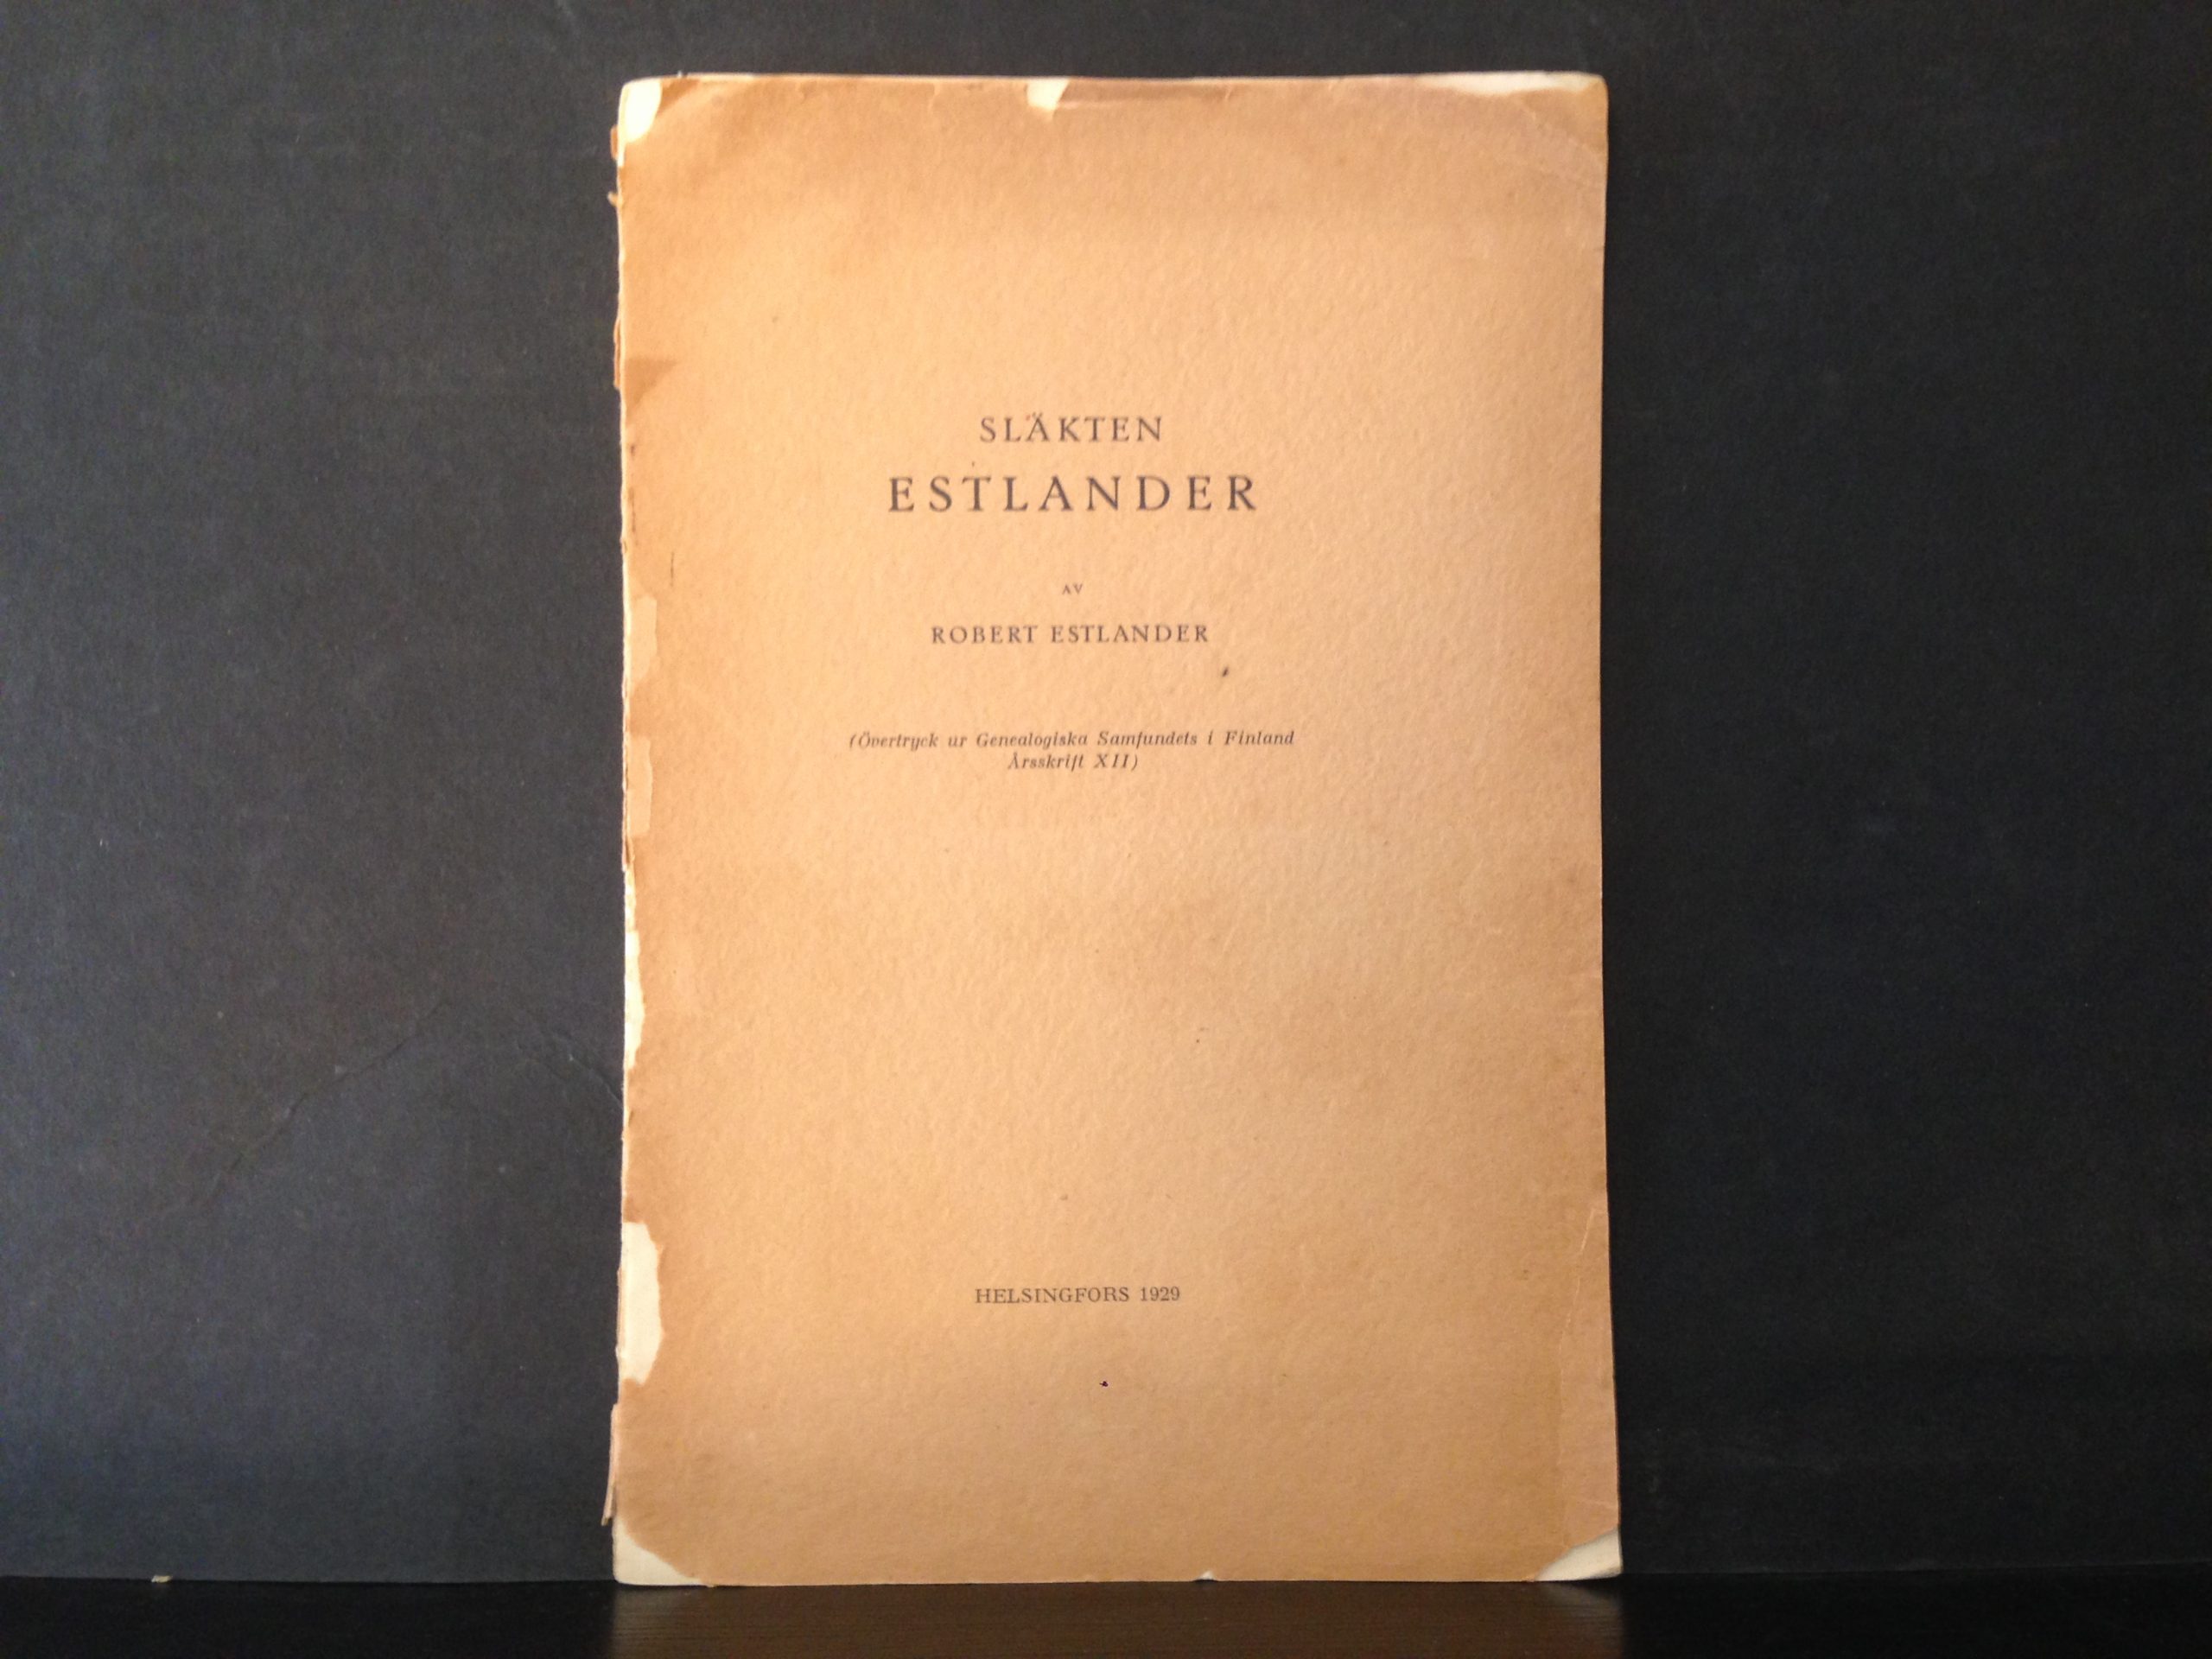 SLÄKTEN
ESTLANDER
AV
ROBERT ESTLANDER
(Övertryck ur Genealogiska Samfundets i Finland
Årsskrift XII)
HELSINGFORS 1929